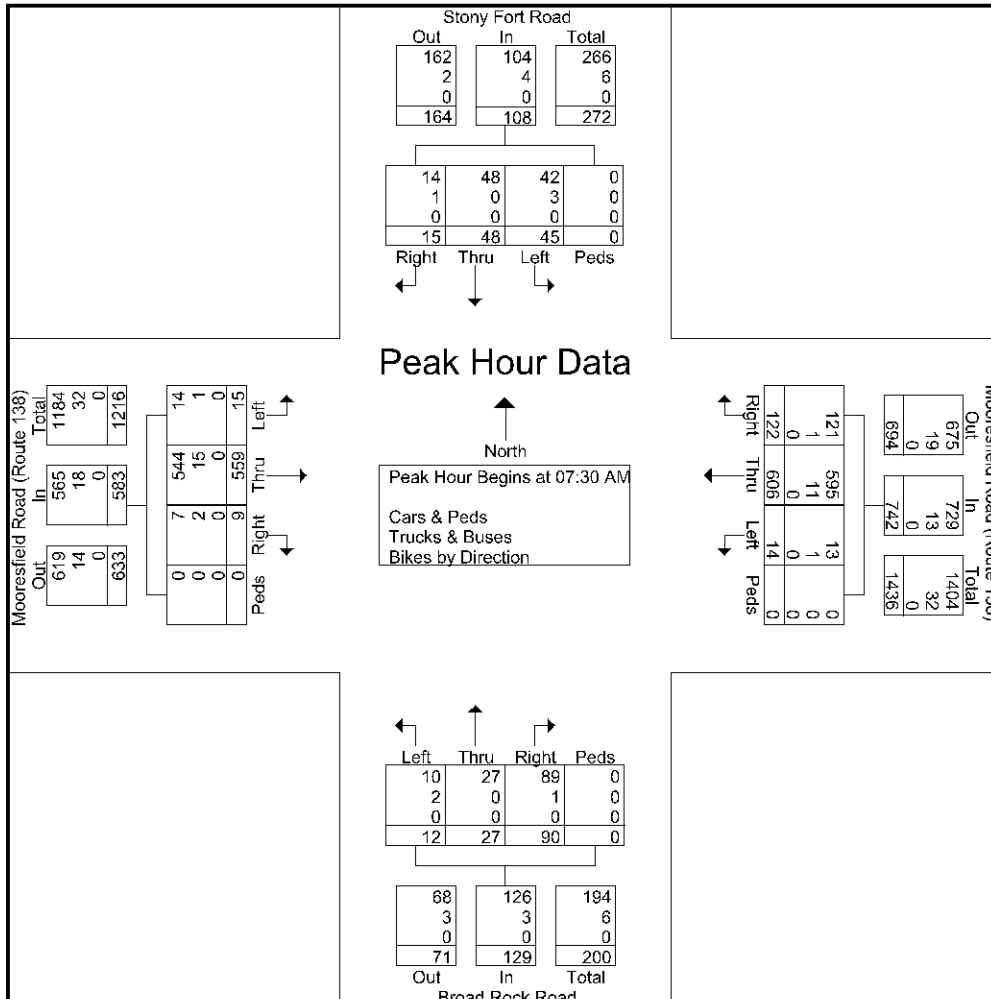 Stony Fort Road
Out In Total
162 104 266
2 4 6
0 0 0
164 108 272
14 48 42 0
1 0 3 0
0 0 0 0
15 48 45 0
Right Thru Left Peds
Peak Hour Data
North
Peak Hour Begins at 07:30 AM
Cars & Peds
Trucks & Buses
Bikes by Direction
Mooresfield Road (Route 138)
Out In Total
619 565 1184
14 18 32
0 0 0
633 583 1216
Left Thru Right Peds
14 544 7 0
1 15 2 0
0 0 0 0
15 559 9 0
Mooresfield Road (Route 138)
Out In Total
675 729 1404
19 13 32
0 0 0
694 742 1436
121 595 13 0
1 11 1 0
0 0 0 0
122 606 14 0
Right Thru Left Peds
Left Thru Right Peds
10 27 89 0
2 0 1 0
0 0 0 0
12 27 90 0
68 126 194
3 3 6
0 0 0
71 129 200
Out In Total
Broad Rock Road